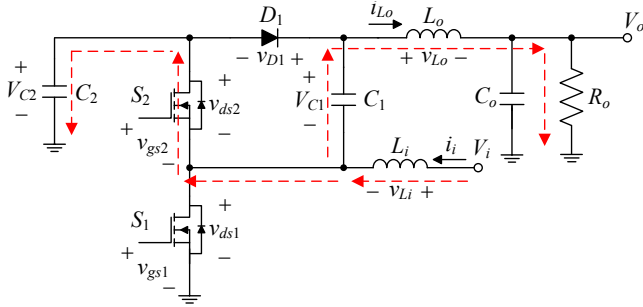 D1 iLo Lo Vo
− vD1 + + vLo −
+ VC2 − C2
S2 + vds2 −
+ VC1 − C1
Co Ro
+ vgs2 −
Li ii Vi
− vLi +
S1 + vds1 −
+ vgs1 −